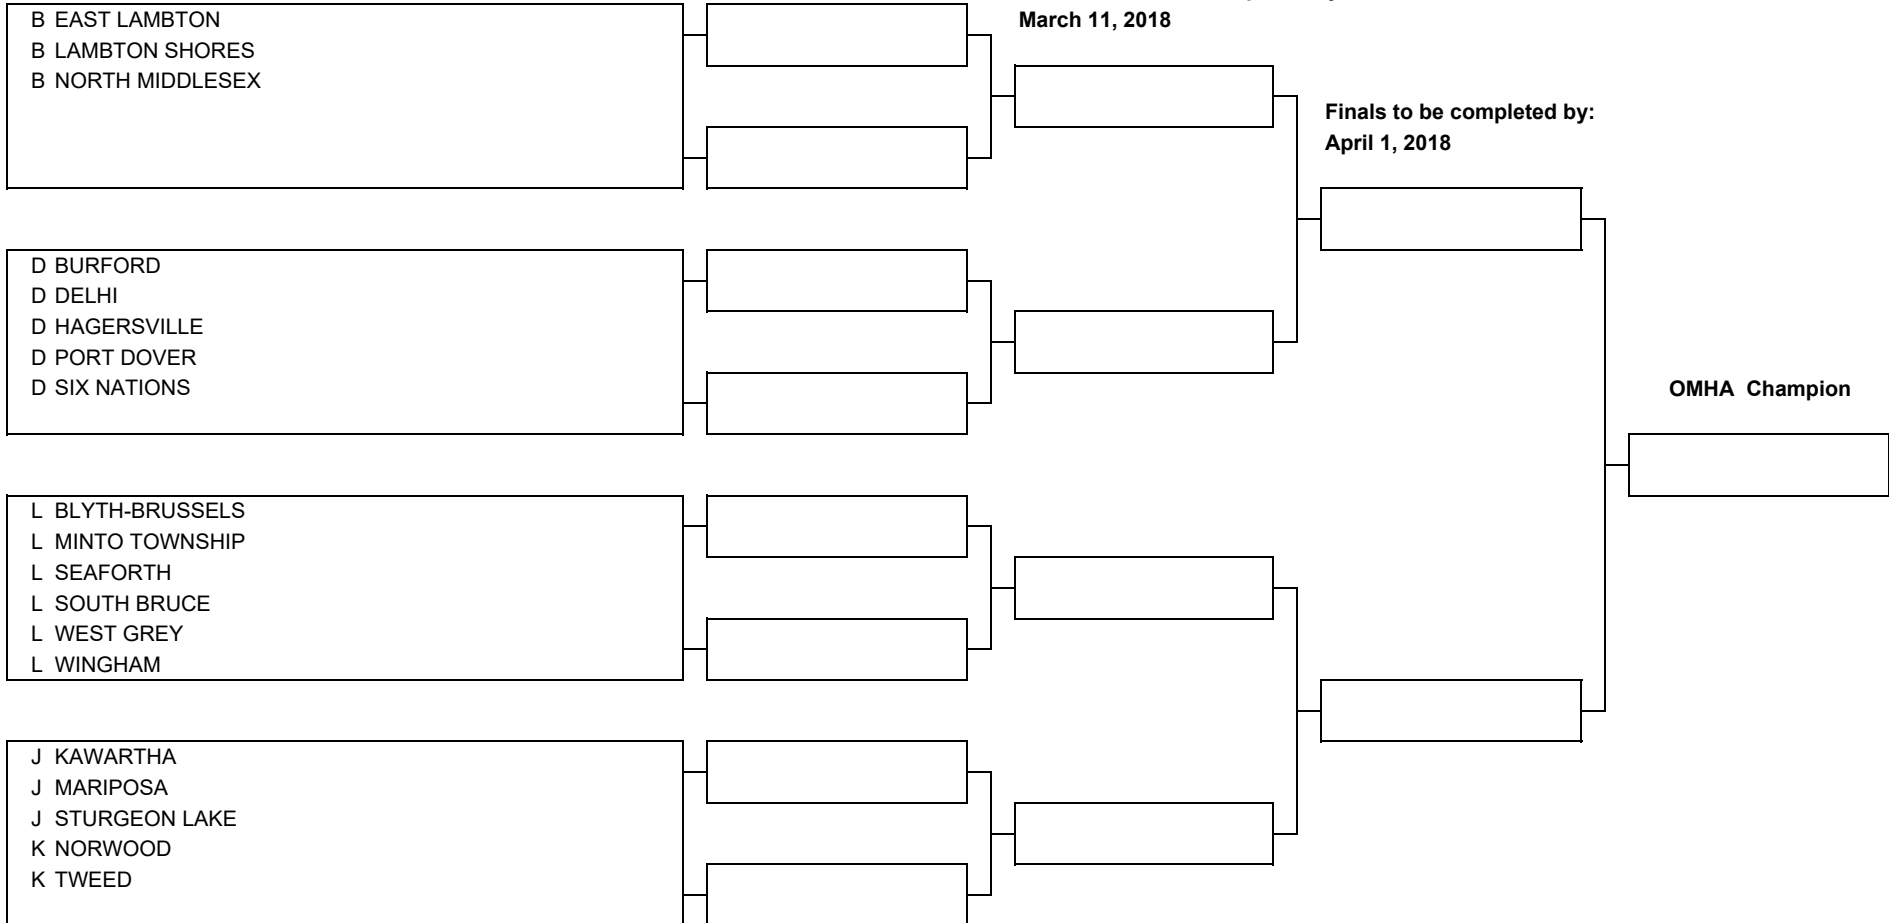 March 11, 2018
B EAST LAMBTON
B LAMBTON SHORES
B NORTH MIDDLESEX
Finals to be completed by:
April 1, 2018
D BURFORD
D DELHI
D HAGERSVILLE
D PORT DOVER
D SIX NATIONS
OMHA Champion
L BLYTH-BRUSSELS
L MINTO TOWNSHIP
L SEAFORTH
L SOUTH BRUCE
L WEST GREY
L WINGHAM
J KAWARTHA
J MARIPOSA
J STURGEON LAKE
K NORWOOD
K TWEED